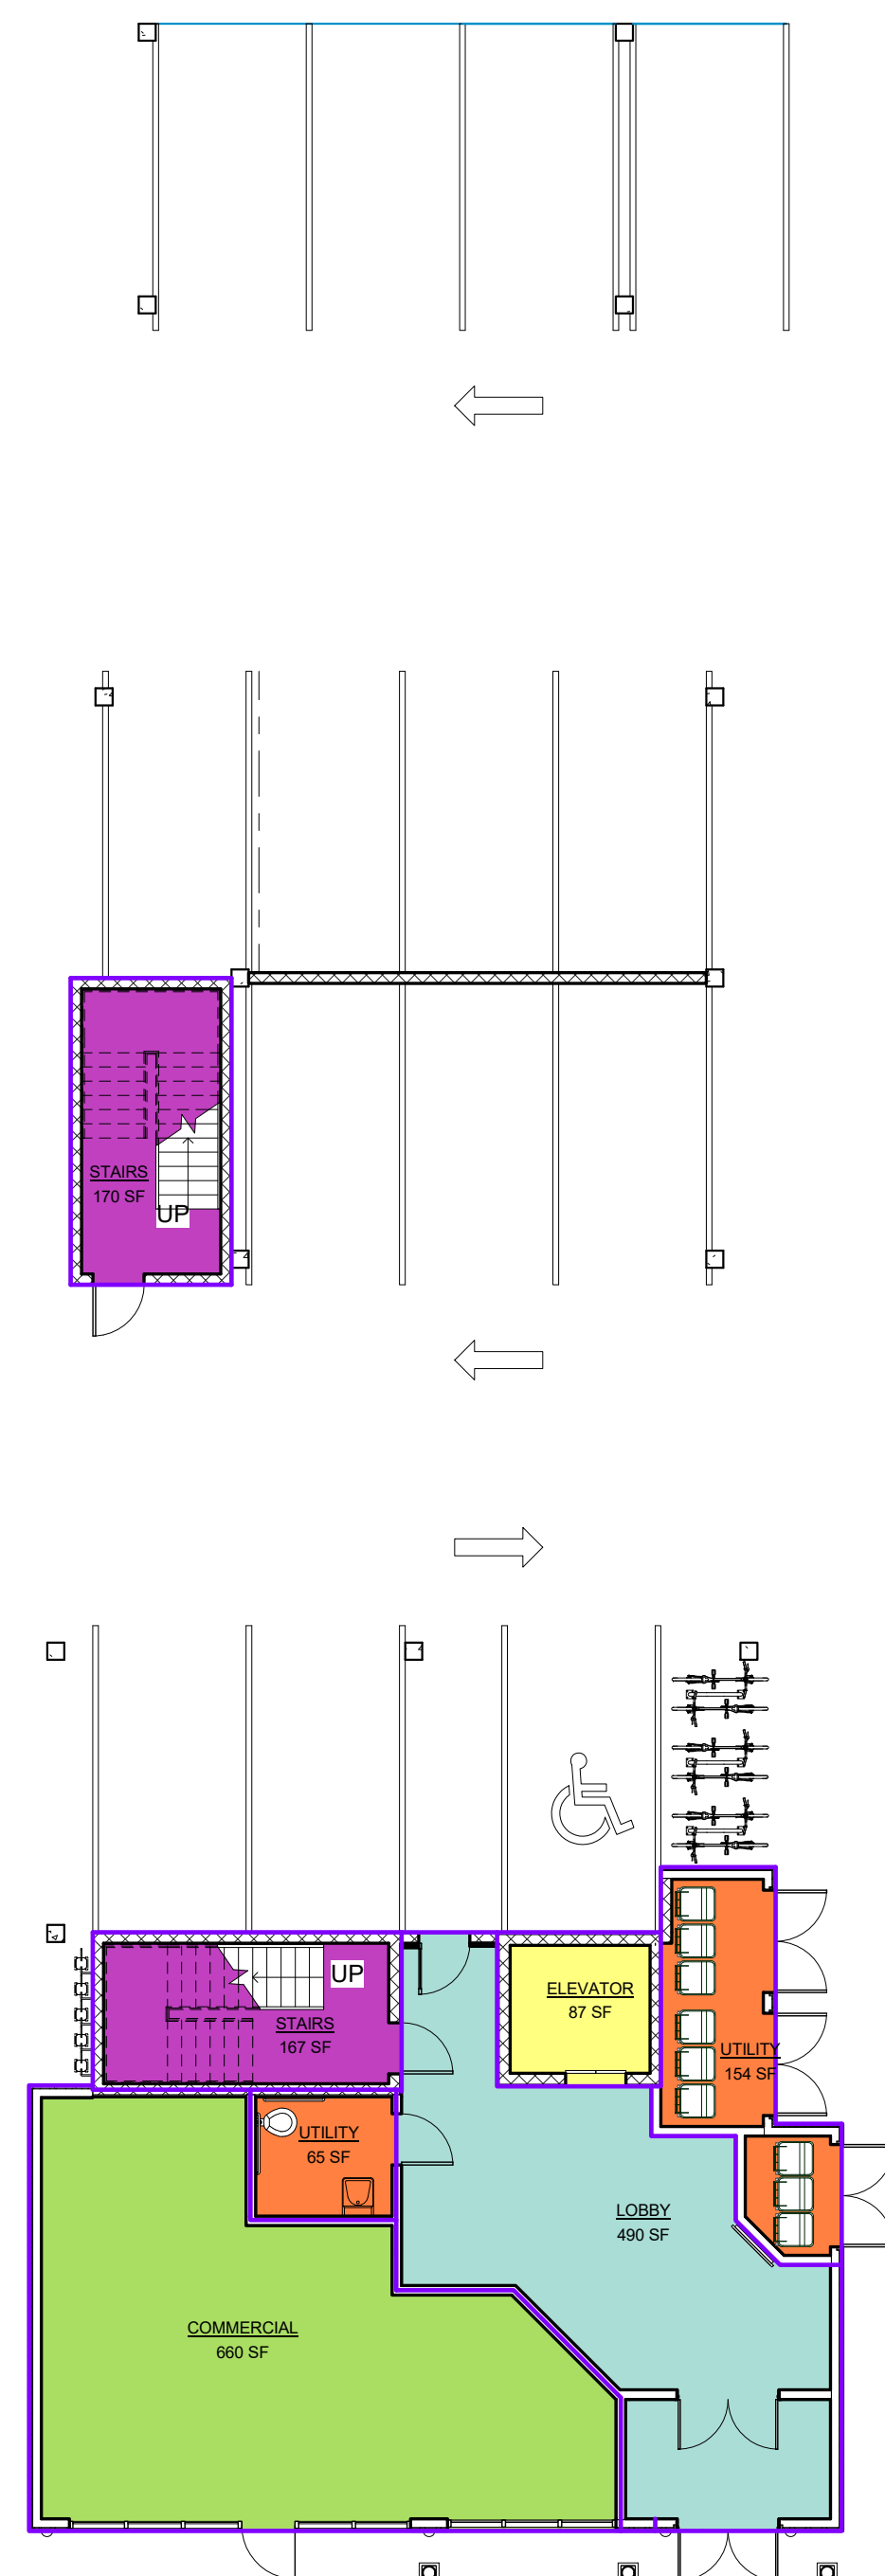 STAIRS
170 SF
UP
UP
STAIRS
167 SF
ELEVATOR
87 SF
UTILITY
154 SF
UTILITY
65 SF
LOBBY
490 SF
COMMERCIAL
660 SF